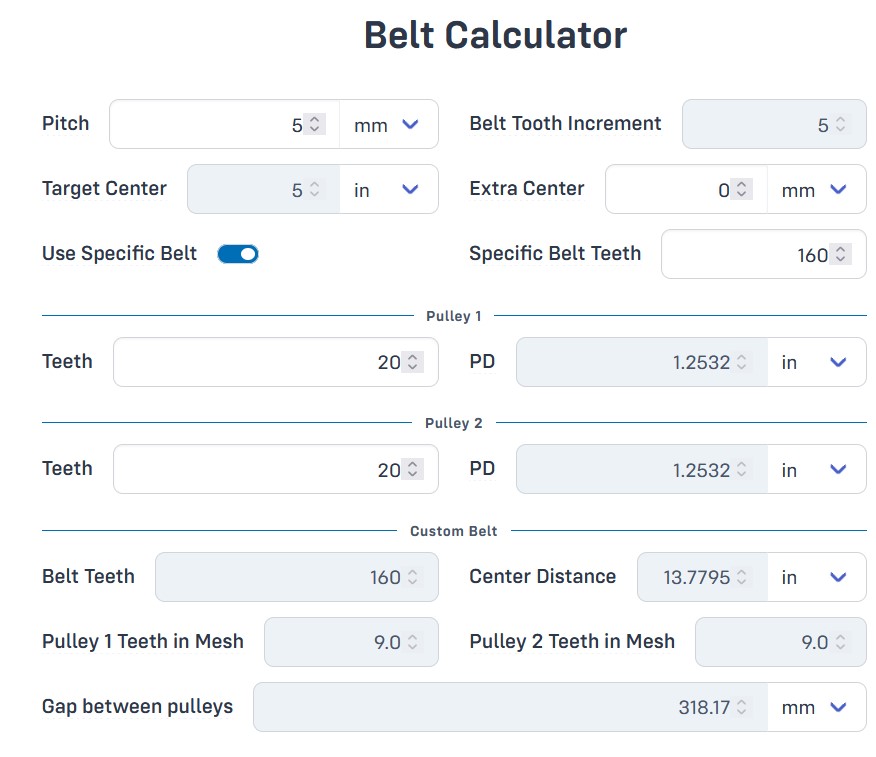 Belt Calculator
Pitch 5 mm Belt Tooth Increment 5
Target Center 5 in Extra Center 0 mm
Use Specific Belt Specific Belt Teeth 160
Pulley 1
Teeth 20 PD 1.2532 in
Pulley 2
Teeth 20 PD 1.2532 in
Custom Belt
Belt Teeth 160 Center Distance 13.7795 in
Pulley 1 Teeth in Mesh 9.0 Pulley 2 Teeth in Mesh 9.0
Gap between pulleys 318.17 mm